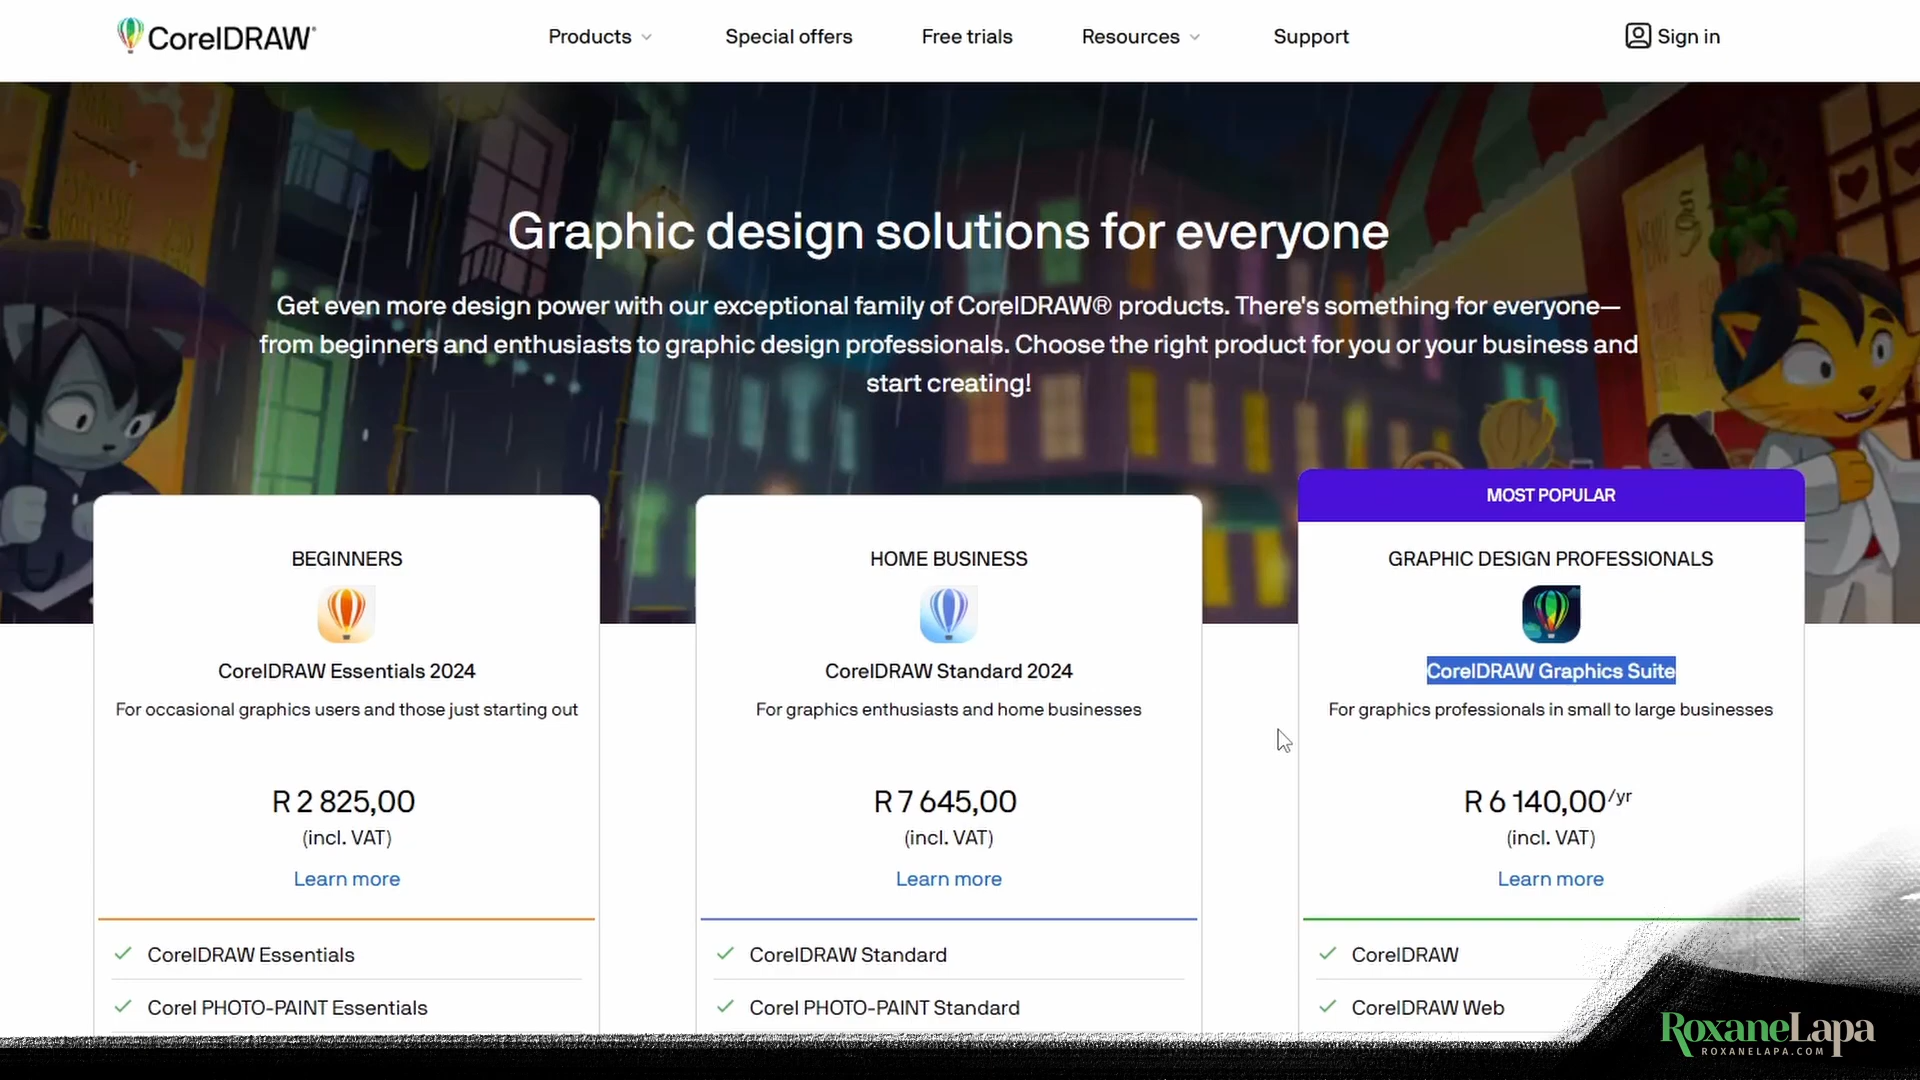 CorelDRAW®
Products
Special offers
Free trials
Resources
Support
Sign in
Graphic design solutions for everyone
Get even more design power with our exceptional family of CorelDRAW® products. There's something for everyone—
from beginners and enthusiasts to graphic design professionals. Choose the right product for you or your business and
start creating!
BEGINNERS
CorelDRAW Essentials 2024
For occasional graphics users and those just starting out
R 2 825,00
(incl. VAT)
Learn more
CorelDRAW Essentials
Corel PHOTO-PAINT Essentials
HOME BUSINESS
CorelDRAW Standard 2024
For graphics enthusiasts and home businesses
R 7 645,00
(incl. VAT)
Learn more
CorelDRAW Standard
Corel PHOTO-PAINT Standard
MOST POPULAR
GRAPHIC DESIGN PROFESSIONALS
CorelDRAW Graphics Suite
For graphics professionals in small to large businesses
R 6 140,00/yr
(incl. VAT)
Learn more
CorelDRAW
CorelDRAW Web
RoxaneLapa
ROXANELAPA.COM